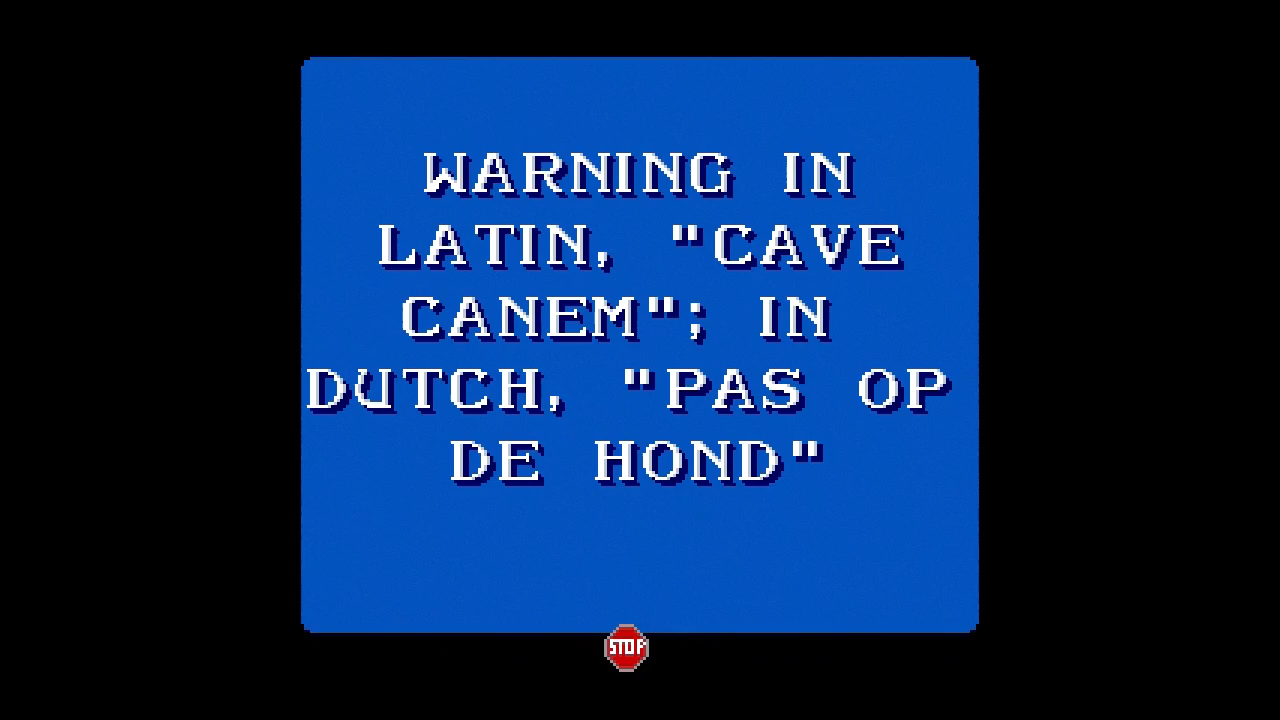 WARNING IN
LATIN, "CAVE
CANEM"; IN
DUTCH, "PAS OP
DE HOND"
STOP